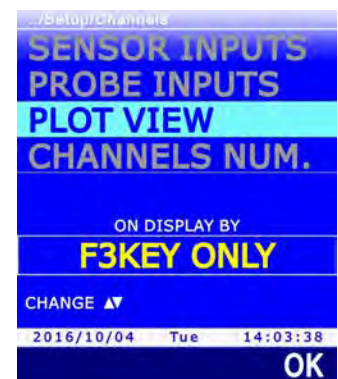 ../Setup/Channels
SENSOR INPUTS
PROBE INPUTS
PLOT VIEW
CHANNELS NUM.
ON DISPLAY BY
F3KEY ONLY
CHANGE ▲▼
2016/10/04 Tue 14:03:38
OK